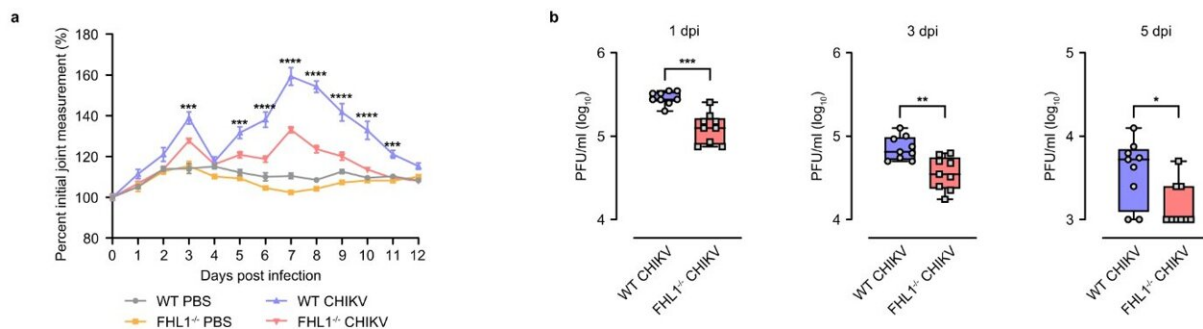 a
Percent initial joint measurement (%)
180
160
140
120
100
80
***
***
****
****
****
****
****
***
0 1 2 3 4 5 6 7 8 9 10 11 12
Days post infection
WT PBS
WT CHIKV
FHL1⁻/⁻ PBS
FHL1⁻/⁻ CHIKV
b
1 dpi
PFU/ml (log₁₀)
6
5
4
***
WT CHIKV
FHL1⁻/⁻ CHIKV
3 dpi
PFU/ml (log₁₀)
6
5
4
**
WT CHIKV
FHL1⁻/⁻ CHIKV
5 dpi
PFU/ml (log₁₀)
5
4
3
*
WT CHIKV
FHL1⁻/⁻ CHIKV